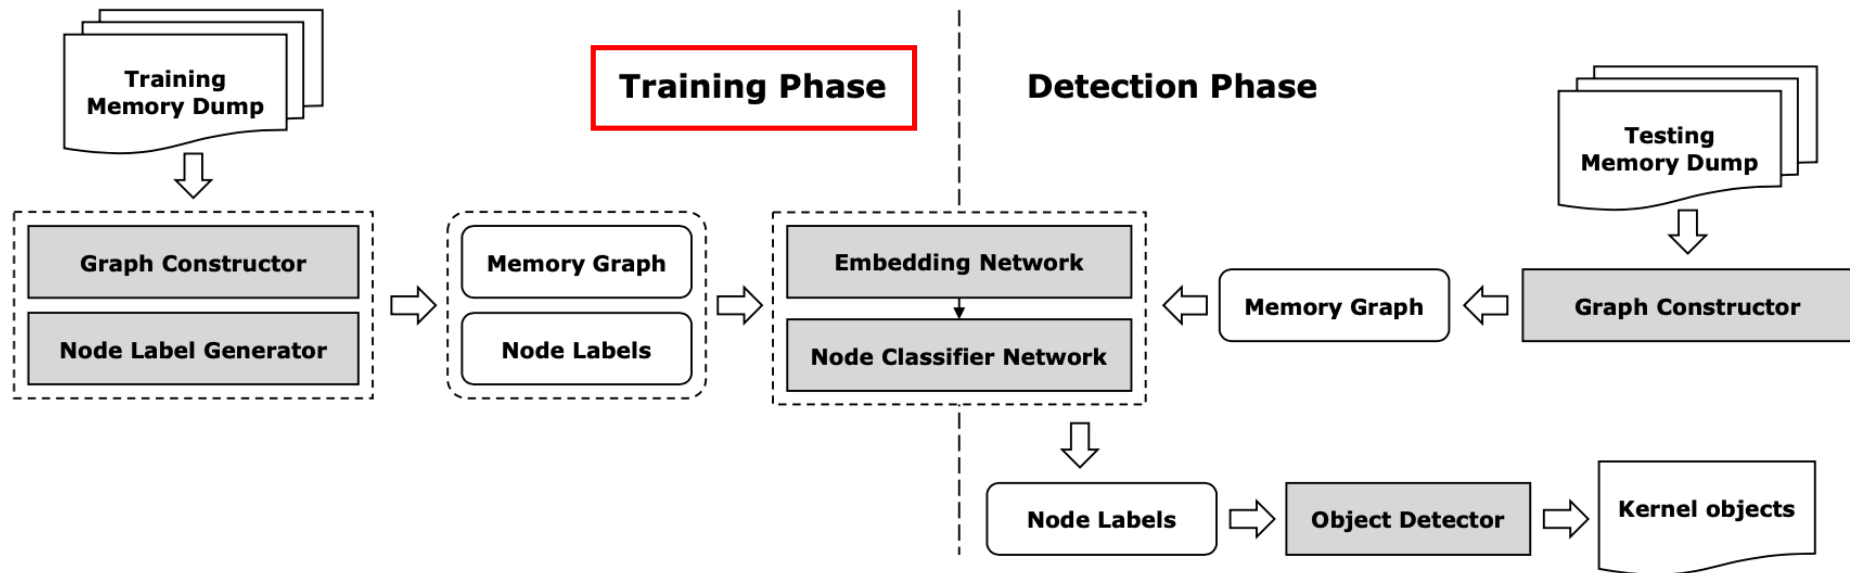 Training
Memory Dump
Training Phase
Detection Phase
Testing
Memory Dump
Graph Constructor
Node Label Generator
Memory Graph
Node Labels
Embedding Network
Node Classifier Network
Memory Graph
Graph Constructor
Node Labels
Object Detector
Kernel objects